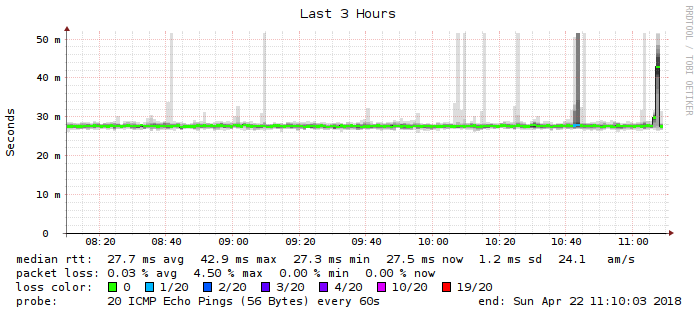 Last 3 Hours
RRDTOOL / TOBI OETIKER
Seconds
50 m
40 m
30 m
20 m
10 m
0
08:20 08:40 09:00 09:20 09:40 10:00 10:20 10:40 11:00
median rtt: 27.7 ms avg 42.9 ms max 27.3 ms min 27.5 ms now 1.2 ms sd 24.1 am/s
packet loss: 0.03 % avg 4.50 % max 0.00 % min 0.00 % now
loss color: 0 1/20 2/20 3/20 4/20 10/20 19/20
probe: 20 ICMP Echo Pings (56 Bytes) every 60s end: Sun Apr 22 11:10:03 2018